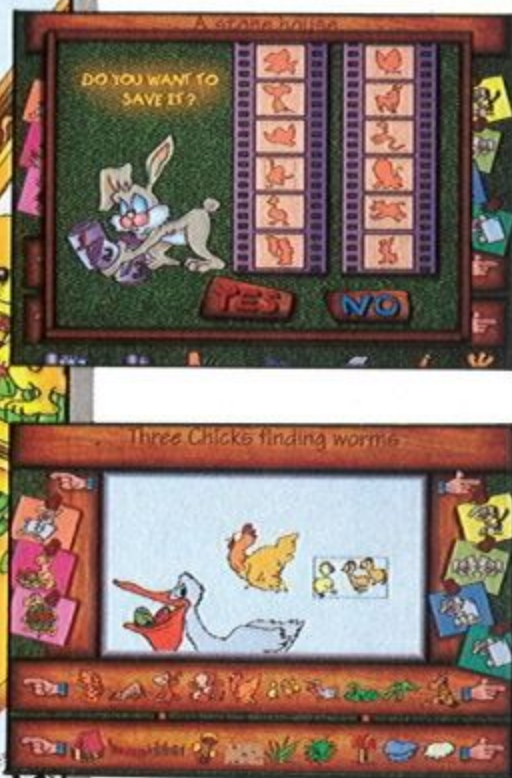 A stone house
DO YOU WANT TO
SAVE IT?
YES
NO
Three Chicks finding worms